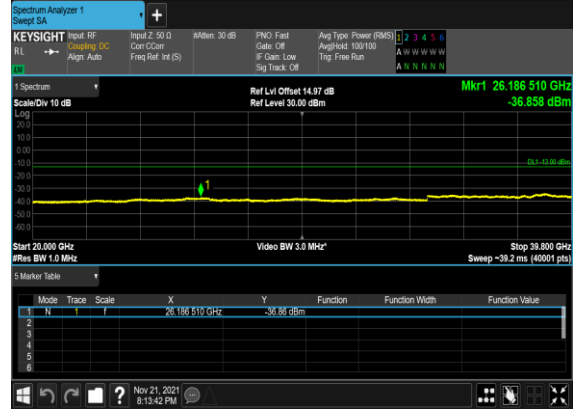 Spectrum Analyzer 1
Swept SA
KEYSIGHT Input: RF Input Z: 50 Ω #Atten: 30 dB PNO: Fast Avg Type: Power (RMS) 1 2 3 4 5 6
RL Coupling: DC Corr CCorr Gate: Off Avg|Hold: 100/100 A W W W W W
Align: Auto Freq Ref: Int (S) IF Gain: Low Trig: Free Run
Sig Track: Off A N N N N N
1 Spectrum
Ref Lvl Offset 14.97 dB Mkr1 26.186 510 GHz
Scale/Div 10 dB Ref Level 30.00 dBm -36.858 dBm
Log
20.0
10.0
0.00
-10.0
DL1 -13.00 dBm
-20.0
-30.0
1
-40.0
-50.0
-60.0
Start 20.000 GHz Video BW 3.0 MHz* Stop 39.800 GHz
#Res BW 1.0 MHz Sweep ~39.2 ms (40001 pts)
5 Marker Table
Mode Trace Scale X Y Function Function Width Function Value
1 N 1 f 26.186 510 GHz -36.86 dBm
2
3
4
5
6
Nov 21, 2021
8:13:42 PM